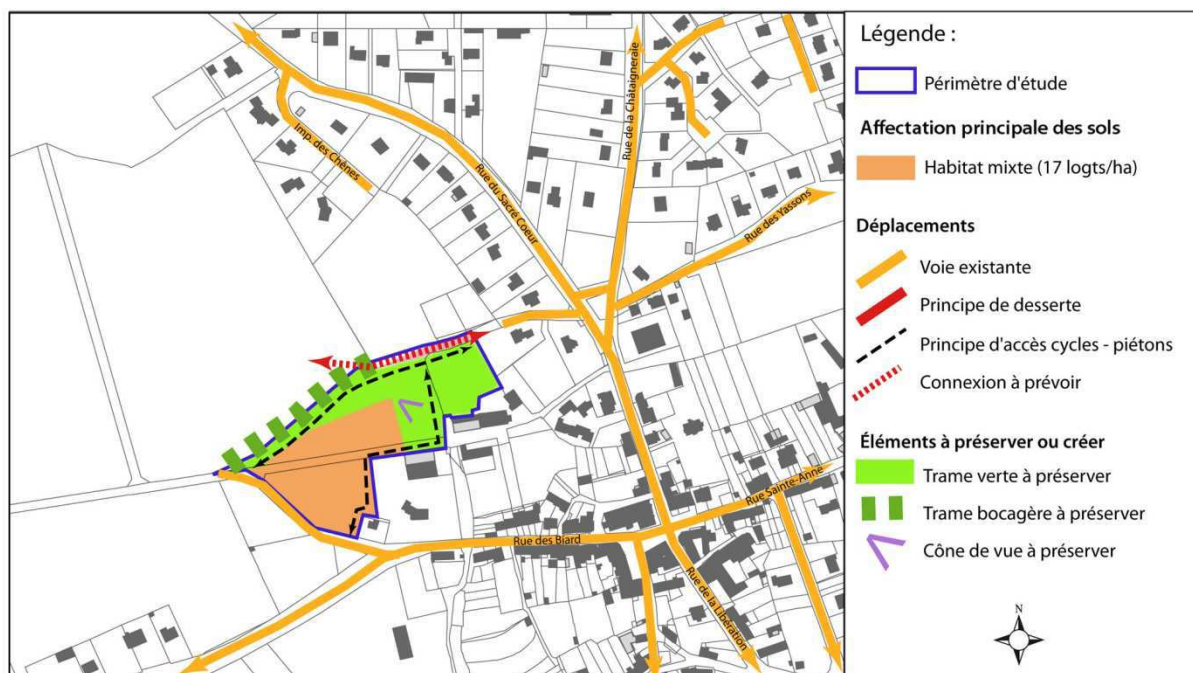 Imp. des Chênes
Rue du Sacré Coeur
Rue de la Châtaigneraie
Rue des Yassons
Rue des Biard
Rue Sainte-Anne
Rue de la Libération
Légende :
Périmètre d'étude
Affectation principale des sols
Habitat mixte (17 logts/ha)
Déplacements
Voie existante
Principe de desserte
Principe d'accès cycles - piétons
Connexion à prévoir
Éléments à préserver ou créer
Trame verte à préserver
Trame bocagère à préserver
Cône de vue à préserver
N